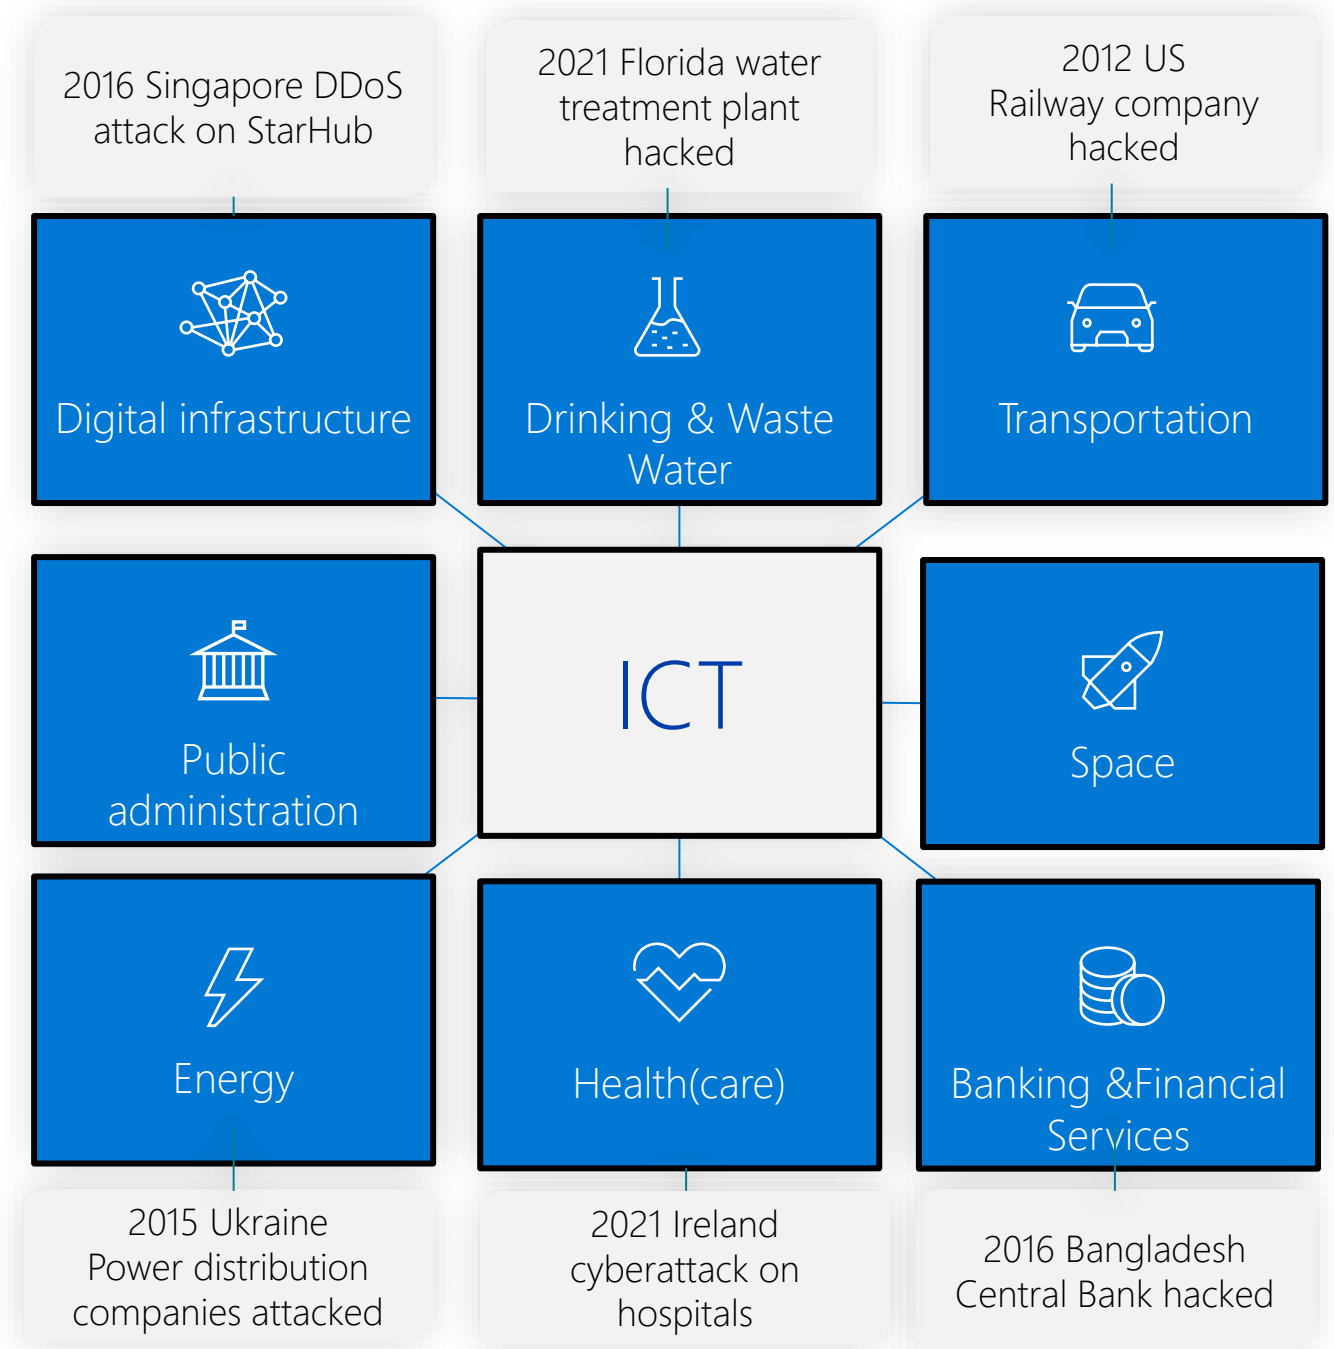 2016 Singapore DDoS
attack on StarHub
2021 Florida water
treatment plant
hacked
2012 US
Railway company
hacked
Digital infrastructure
Drinking & Waste
Water
Transportation
Public
administration
ICT
Space
Energy
Health(care)
Banking &Financial
Services
2015 Ukraine
Power distribution
companies attacked
2021 Ireland
cyberattack on
hospitals
2016 Bangladesh
Central Bank hacked